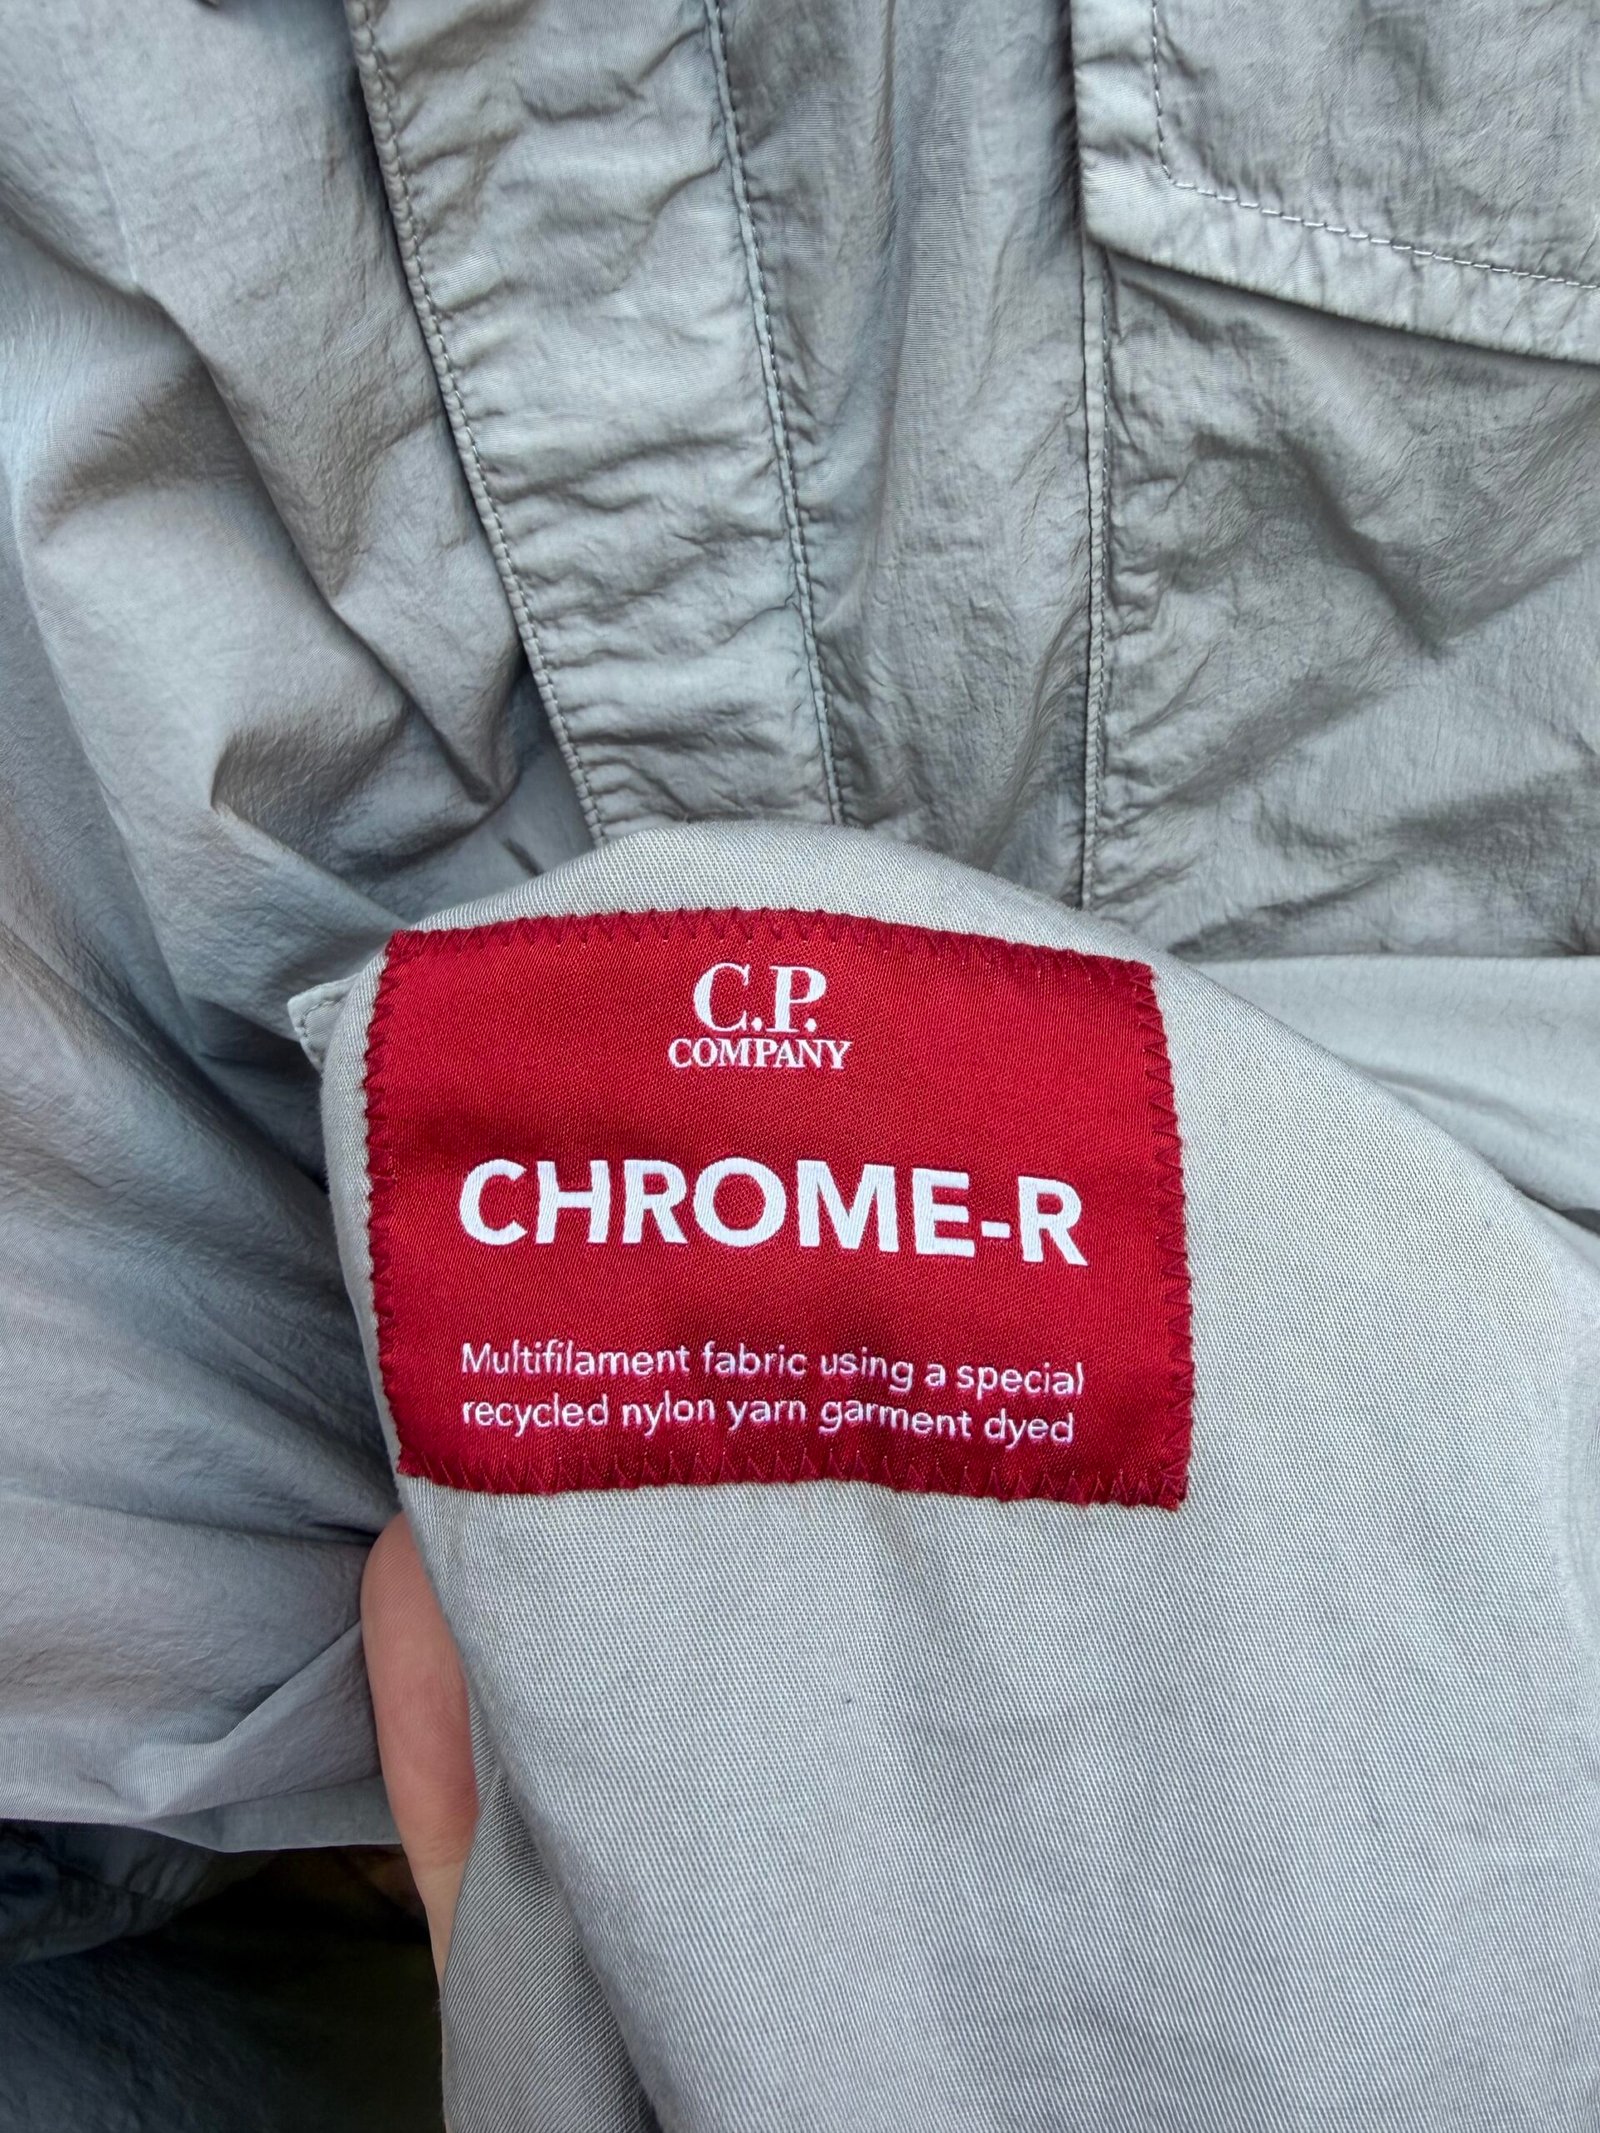 C.P.
COMPANY
CHROME-R
Multifilament fabric using a special
recycled nylon yarn garment dyed